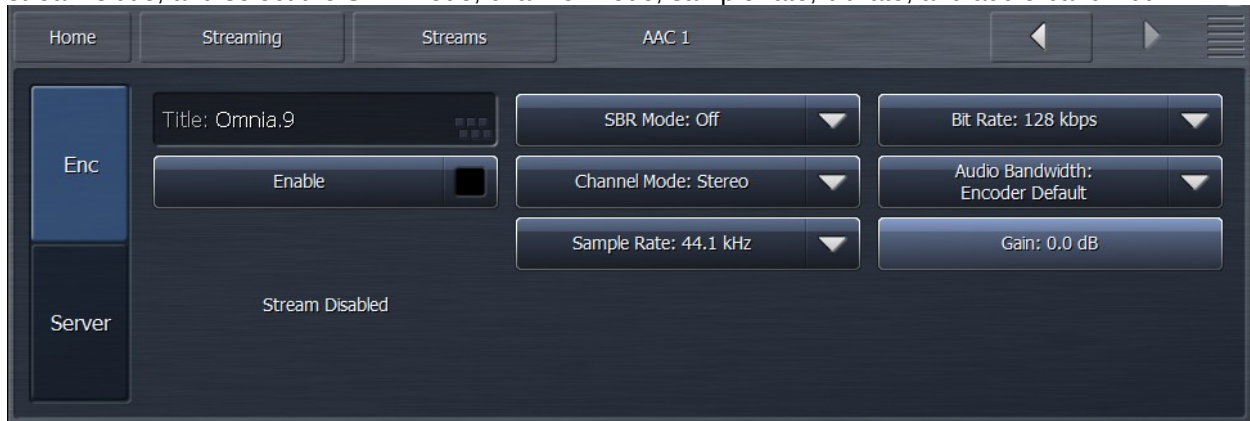 Home
Streaming
Streams
AAC 1
Enc
Title: Omnia.9
SBR Mode: Off
Bit Rate: 128 kbps
Enable
Channel Mode: Stereo
Audio Bandwidth:
Encoder Default
Sample Rate: 44.1 kHz
Gain: 0.0 dB
Server
Stream Disabled